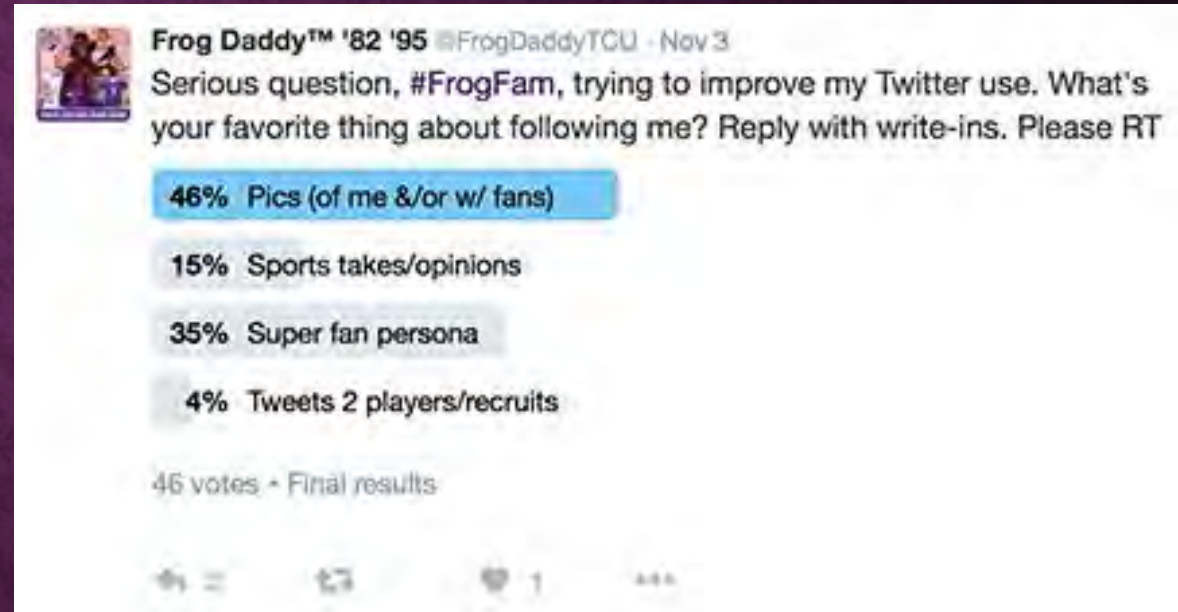 Frog Daddy™ '82 '95 @FrogDaddyTCU · Nov 3
Serious question, #FrogFam, trying to improve my Twitter use. What's
your favorite thing about following me? Reply with write-ins. Please RT
46% Pics (of me &/or w/ fans)
15% Sports takes/opinions
35% Super fan persona
4% Tweets 2 players/recruits
46 votes • Final results
1